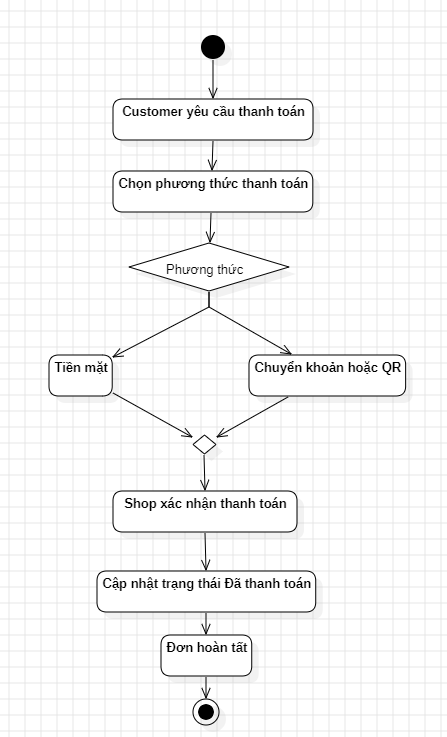 Customer yêu cầu thanh toán
Chọn phương thức thanh toán
Phương thức
Tiền mặt
Chuyển khoản hoặc QR
Shop xác nhận thanh toán
Cập nhật trạng thái Đã thanh toán
Đơn hoàn tất